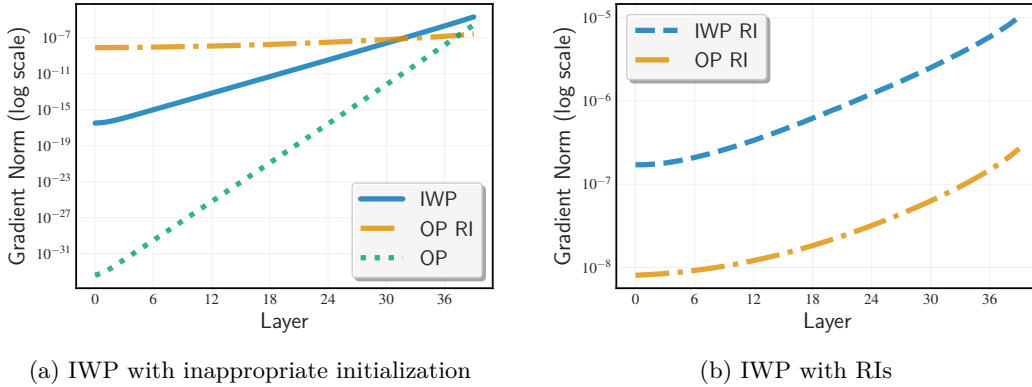 Gradient Norm (log scale)
10⁻⁷
10⁻¹¹
10⁻¹⁵
10⁻¹⁹
10⁻²³
10⁻²⁷
10⁻³¹
IWP
OP RI
OP
0 6 12 18 24 30 36
Layer
(a) IWP with inappropriate initialization
Gradient Norm (log scale)
10⁻⁵
10⁻⁶
10⁻⁷
10⁻⁸
IWP RI
OP RI
0 6 12 18 24 30 36
Layer
(b) IWP with RIs